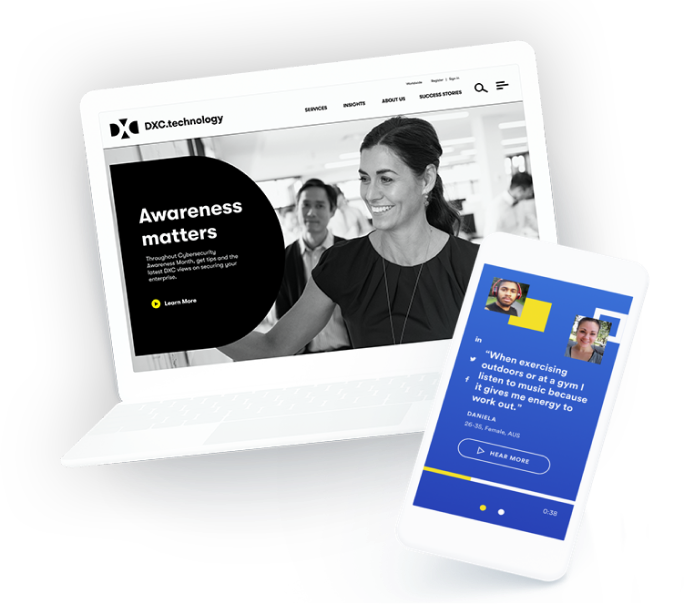 Worldwide Register | Sign In
DXC DXC.technology
SERVICES INSIGHTS ABOUT US SUCCESS STORIES
Awareness
matters
Throughout Cybersecurity
Awareness Month, get tips and the
latest DXC views on securing your
enterprise.
Learn More
in
f
"When exercising
outdoors or at a gym I
listen to music because
it gives me energy to
work out."
DANIELA
26-35, Female, AUS
HEAR MORE
0:38